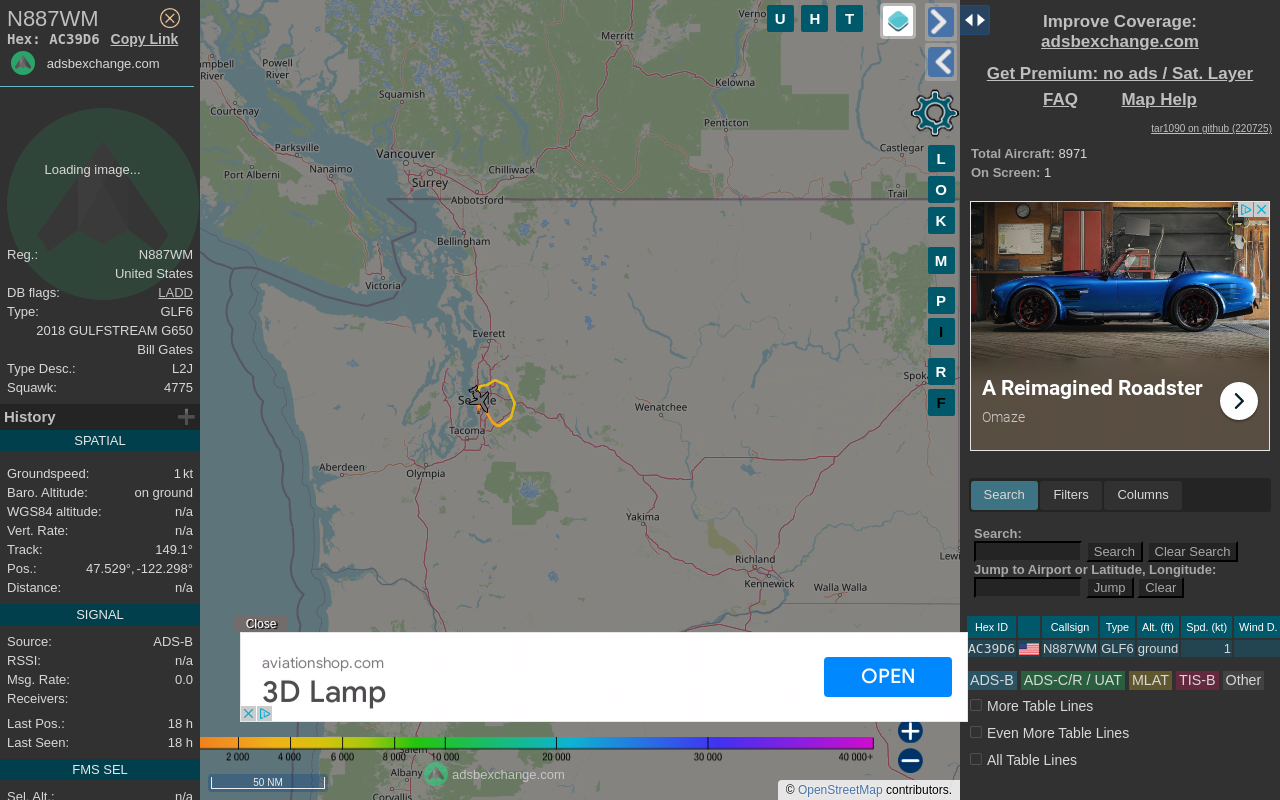 N887WM
Hex: AC39D6 Copy Link
adsbexchange.com
Loading image...
Reg.: N887WM
United States
DB flags: LADD
Type: GLF6
2018 GULFSTREAM G650
Bill Gates
Type Desc.: L2J
Squawk: 4775
History
SPATIAL
Groundspeed: 1 kt
Baro. Altitude: on ground
WGS84 altitude: n/a
Vert. Rate: n/a
Track: 149.1°
Pos.: 47.529°, -122.298°
Distance: n/a
SIGNAL
Source: ADS-B
RSSI: n/a
Msg. Rate: 0.0
Receivers:
Last Pos.: 18 h
Last Seen: 18 h
FMS SEL
Sel. Alt.: n/a
Merritt
River
Powell
River
Kelowna
Squamish
Courtenay
Penticton
Parksville
Vancouver
Castlegar
Port Alberni
Nanaimo
Surrey
Chilliwack
Abbotsford
Trail
Bellingham
Victoria
Everett
Wenatchee
Tacoma
Aberdeen
Olympia
Yakima
Richland
Kennewick
Walla Walla
Albany
Corvallis
U H T
L
O
K
M
P
I
R
F
Close
aviationshop.com
3D Lamp
OPEN
2 000 4 000 6 000 8 000 10 000 20 000 30 000 40 000+
50 NM
adsbexchange.com
© OpenStreetMap contributors.
Improve Coverage:
adsbexchange.com
Get Premium: no ads / Sat. Layer
FAQ Map Help
tar1090 on github (220725)
Total Aircraft: 8971
On Screen: 1
A Reimagined Roadster
Omaze
Search Filters Columns
Search:
Search Clear Search
Jump to Airport or Latitude, Longitude:
Jump Clear
Hex ID Callsign Type Alt. (ft) Spd. (kt) Wind D.
AC39D6 N887WM GLF6 ground 1
ADS-B ADS-C/R / UAT MLAT TIS-B Other
More Table Lines
Even More Table Lines
All Table Lines